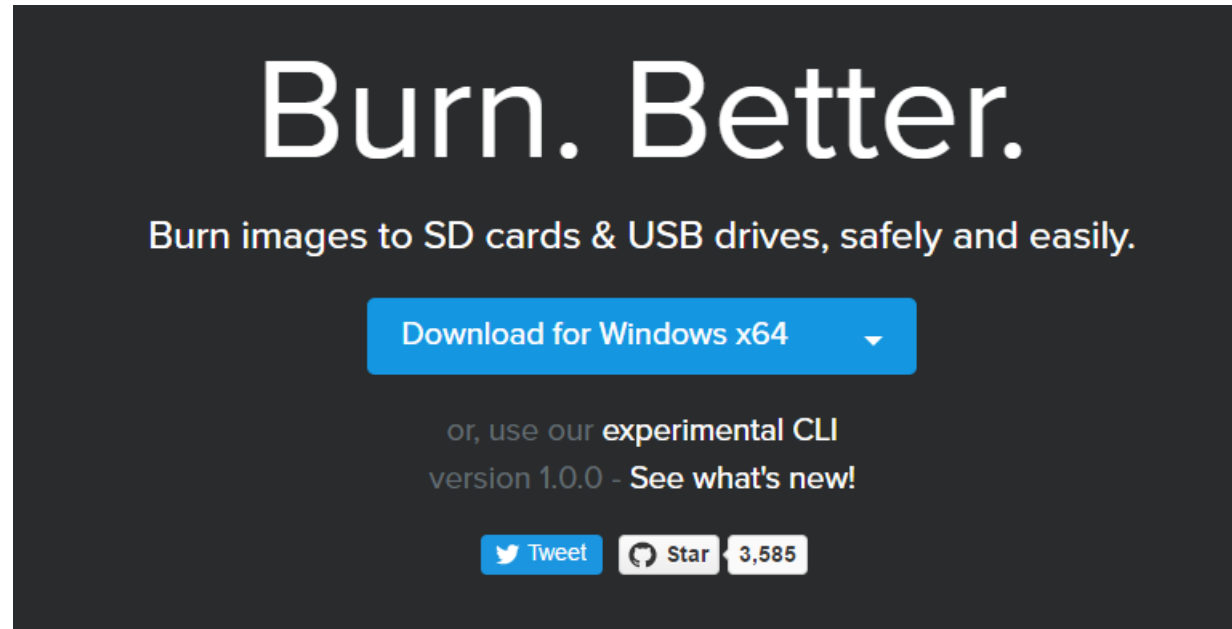 Burn. Better.
Burn images to SD cards & USB drives, safely and easily.
Download for Windows x64
or, use our experimental CLI
version 1.0.0 - See what's new!
Tweet Star 3,585